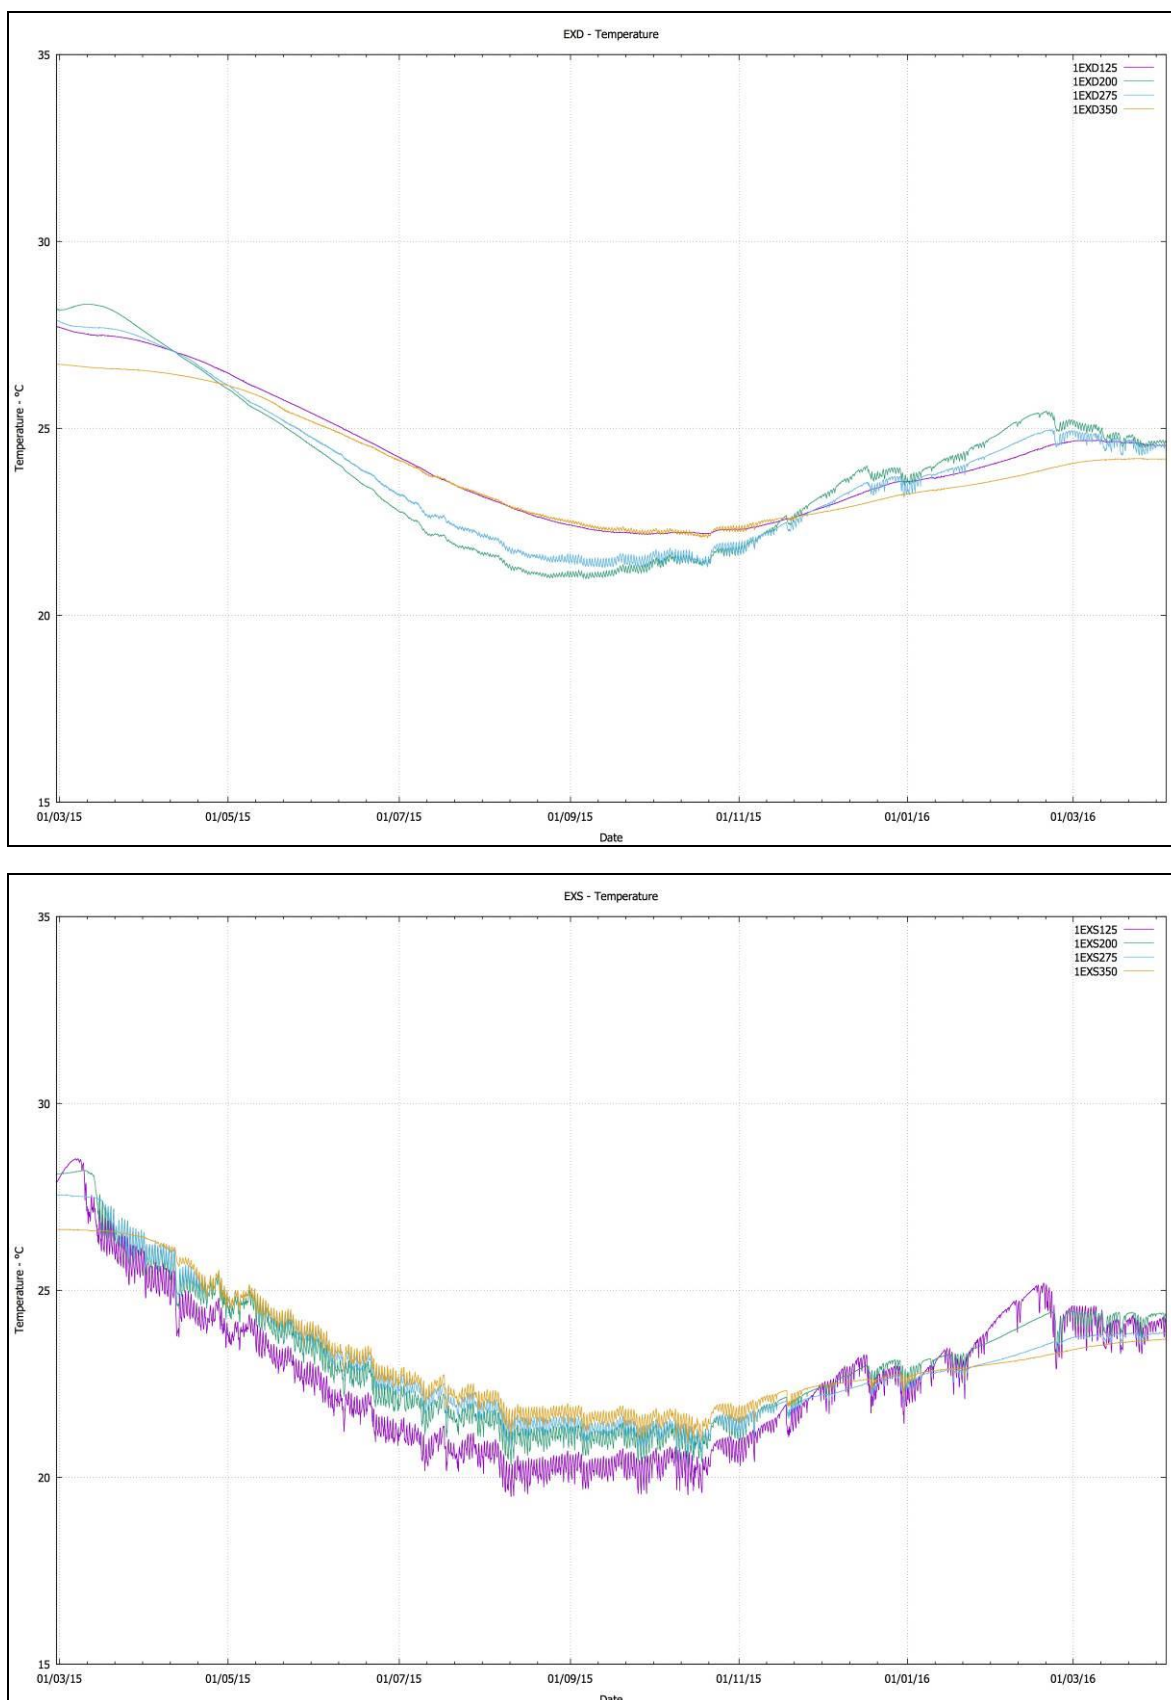 EXD - Temperature
35
1EXD125
1EXD200
1EXD275
1EXD350
30
Temperature - °C
25
20
15
01/03/15 01/05/15 01/07/15 01/09/15 01/11/15 01/01/16 01/03/16
Date
EXS - Temperature
35
1EXS125
1EXS200
1EXS275
1EXS350
30
Temperature - °C
25
20
15
01/03/15 01/05/15 01/07/15 01/09/15 01/11/15 01/01/16 01/03/16
Date